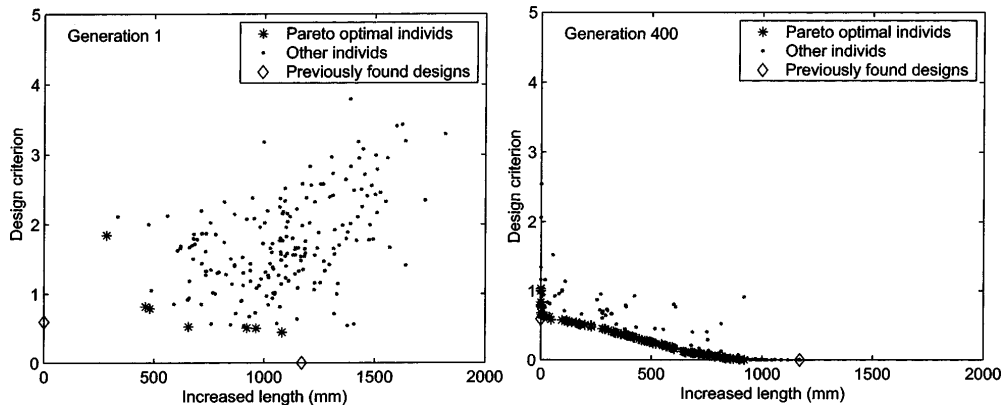 Generation 1
Pareto optimal individs
Other individs
Previously found designs
Design criterion
5
4
3
2
1
0
0
500
1000
1500
2000
Increased length (mm)
Generation 400
Pareto optimal individs
Other individs
Previously found designs
Design criterion
5
4
3
2
1
0
0
500
1000
1500
2000
Increased length (mm)